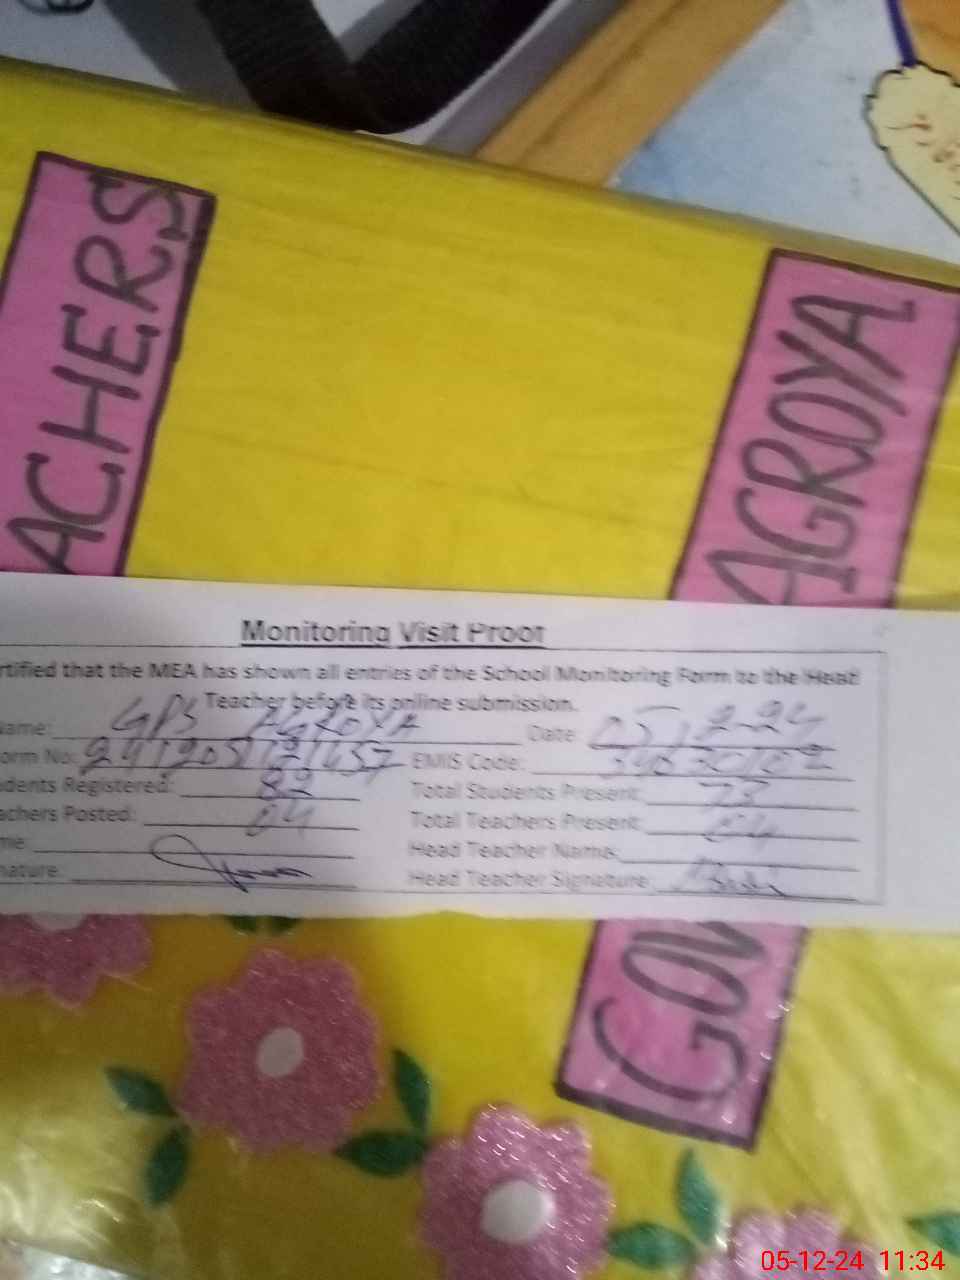 ACHERS
AGROYA
Monitoring Visit Proof
rtified that the MEA has shown all entries of the School Monitoring Form to the Head
Teacher before its online submission.
ame: GPS AGROYA Date:
orm No: EMIS Code:
dents Registered: 82 Total Students Present: 73
achers Posted: 04 Total Teachers Present: 04
me: Head Teacher Name:
nature: Head Teacher Signature:
GOV
05-12-24 11:34